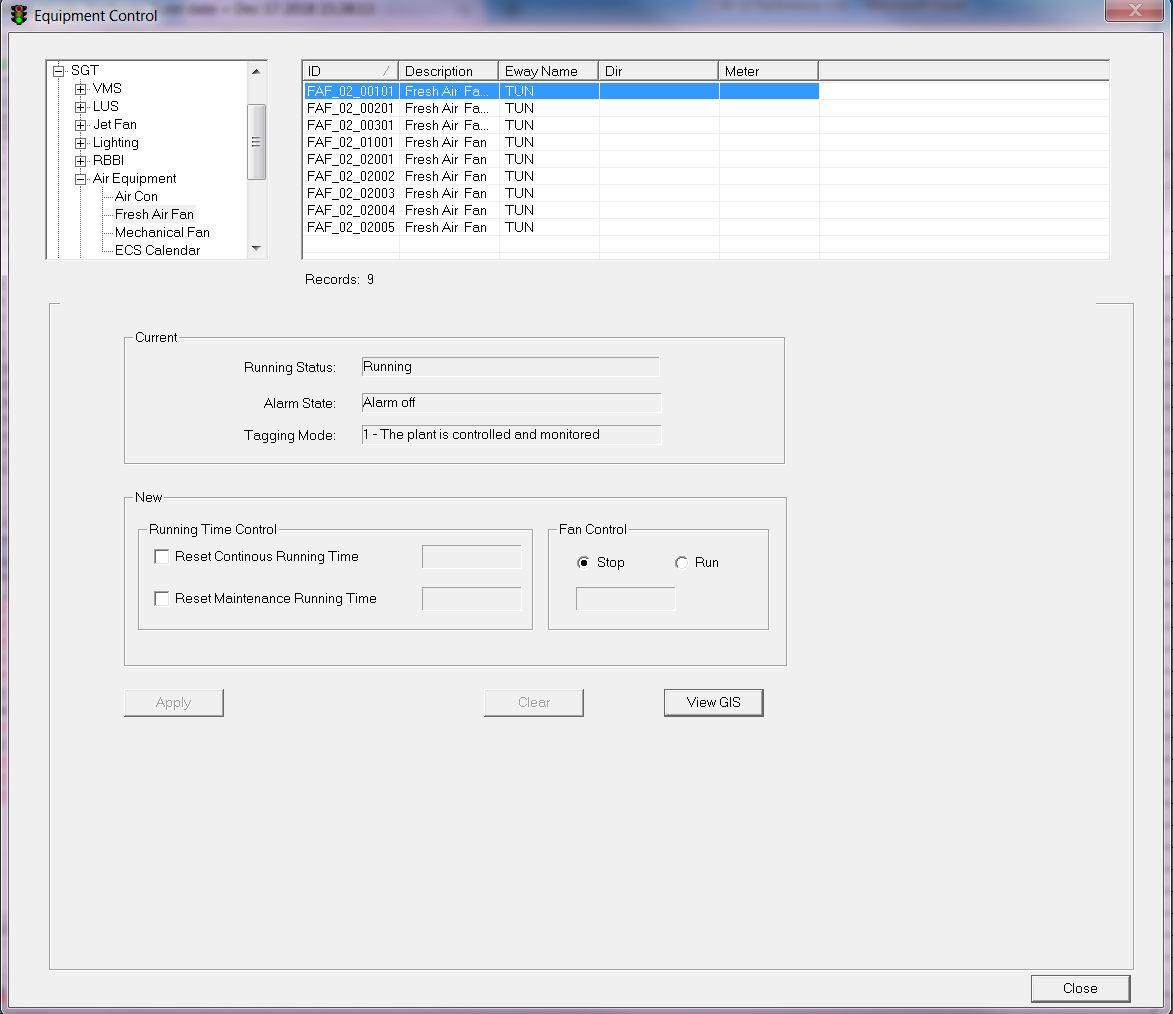 Equipment Control
SGT
VMS
LUS
Jet Fan
Lighting
RBBI
Air Equipment
Air Con
Fresh Air Fan
Mechanical Fan
ECS Calendar
ID Description Eway Name Dir Meter
FAF_02_00101 Fresh Air Fa... TUN
FAF_02_00201 Fresh Air Fa... TUN
FAF_02_00301 Fresh Air Fa... TUN
FAF_02_01001 Fresh Air Fan TUN
FAF_02_02001 Fresh Air Fan TUN
FAF_02_02002 Fresh Air Fan TUN
FAF_02_02003 Fresh Air Fan TUN
FAF_02_02004 Fresh Air Fan TUN
FAF_02_02005 Fresh Air Fan TUN
Records: 9
Current
Running Status: Running
Alarm State: Alarm off
Tagging Mode: 1 - The plant is controlled and monitored
New
Running Time Control
Reset Continous Running Time
Reset Maintenance Running Time
Fan Control
Stop Run
Apply Clear View GIS
Close